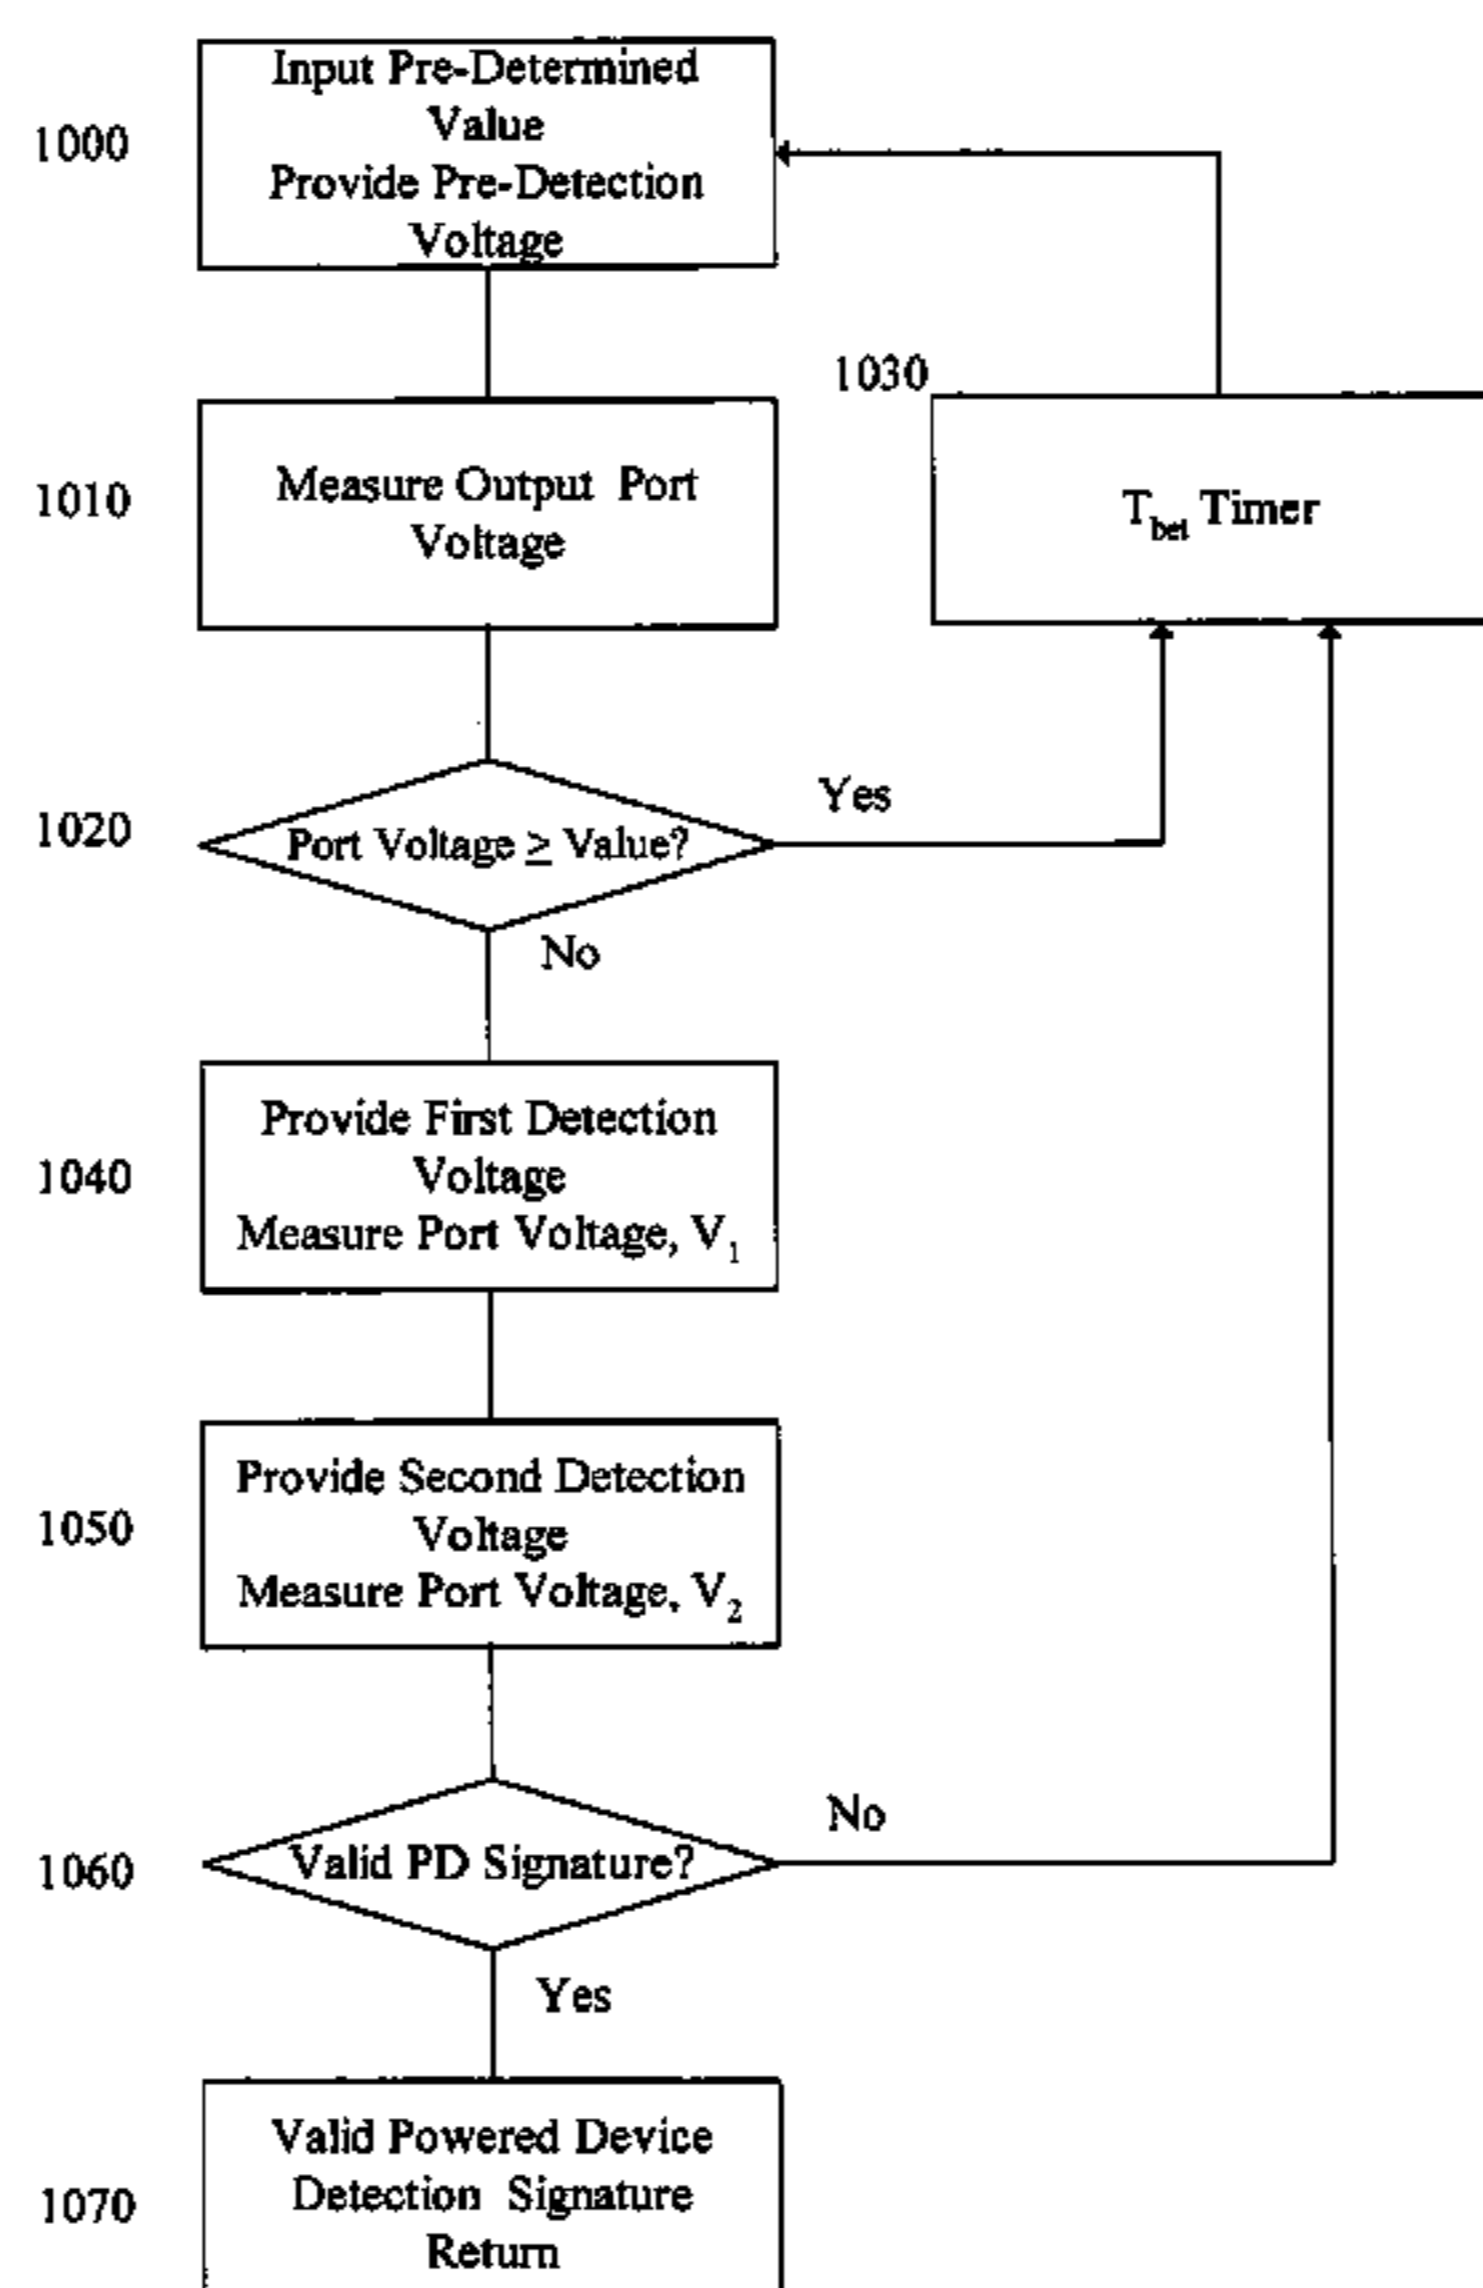 Input Pre-Determined
Value
Provide Pre-Detection
Voltage
1000
1030
Measure Output Port
Voltage
1010
T_bet Timer
1020
Port Voltage ≥ Value?
Yes
No
Provide First Detection
Voltage
Measure Port Voltage, V₁
1040
Provide Second Detection
Voltage
Measure Port Voltage, V₂
1050
Valid PD Signature?
1060
No
Yes
Valid Powered Device
Detection Signature
Return
1070